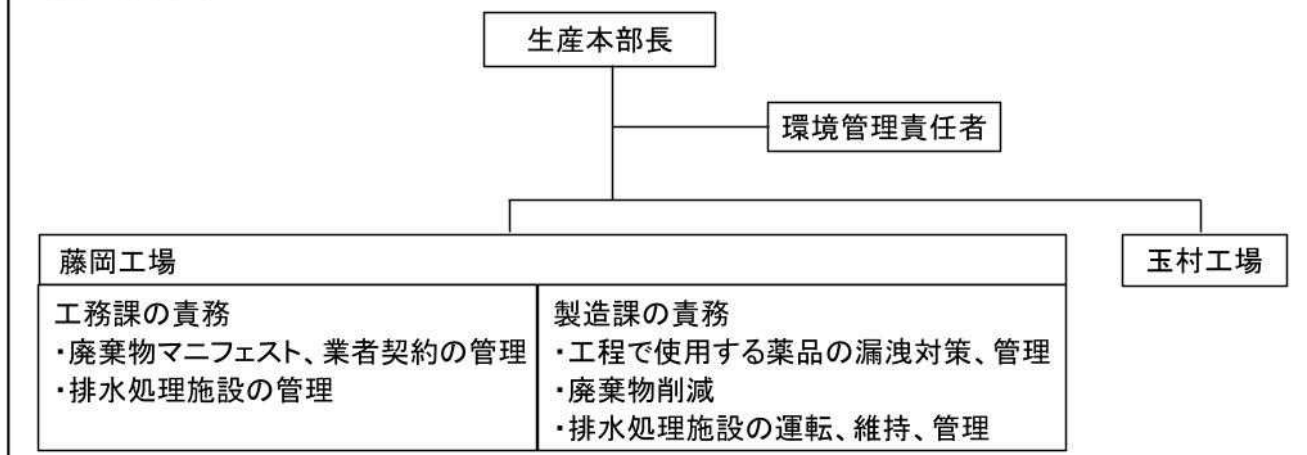 生産本部長
環境管理責任者
藤岡工場
玉村工場
工務課の責務
・廃棄物マニフェスト、業者契約の管理
・排水処理施設の管理
製造課の責務
・工程で使用する薬品の漏洩対策、管理
・廃棄物削減
・排水処理施設の運転、維持、管理